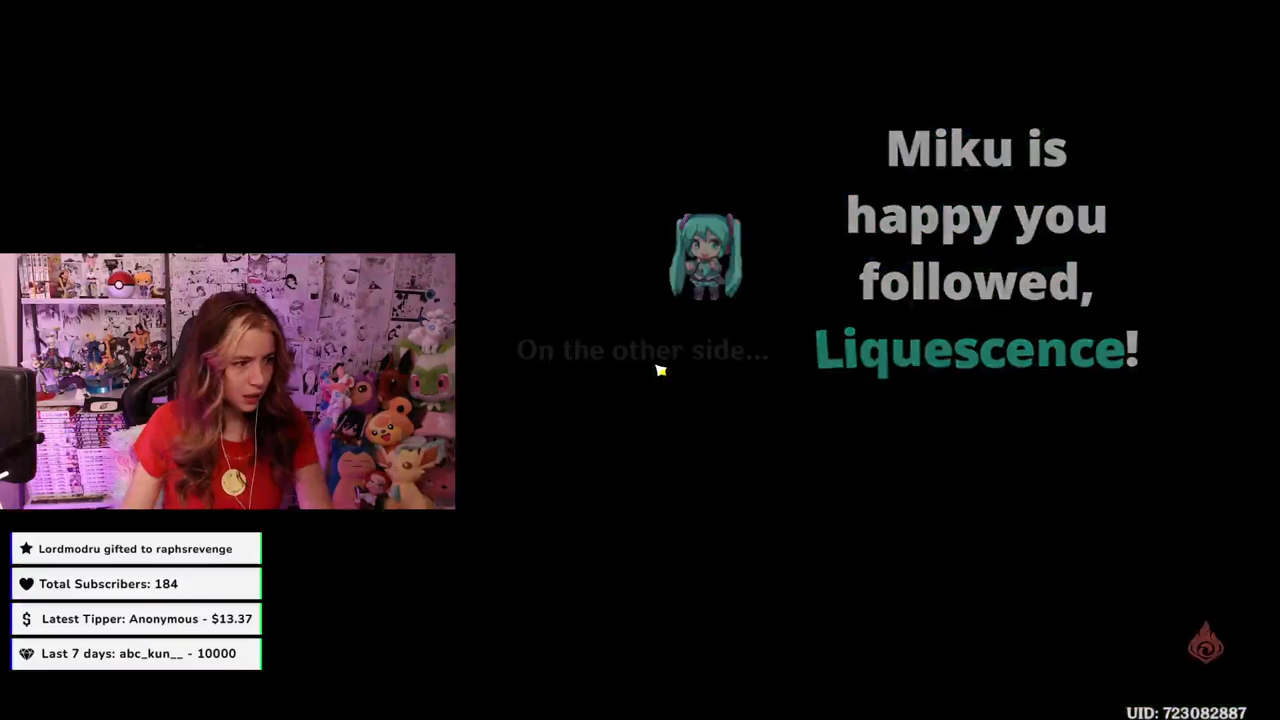 Miku is
happy you
followed,
Liquescence!
On the other side...
Lordmodru gifted to raphsrevenge
Total Subscribers: 184
Latest Tipper: Anonymous - $13.37
Last 7 days: abc_kun__ - 10000
UID: 723082887